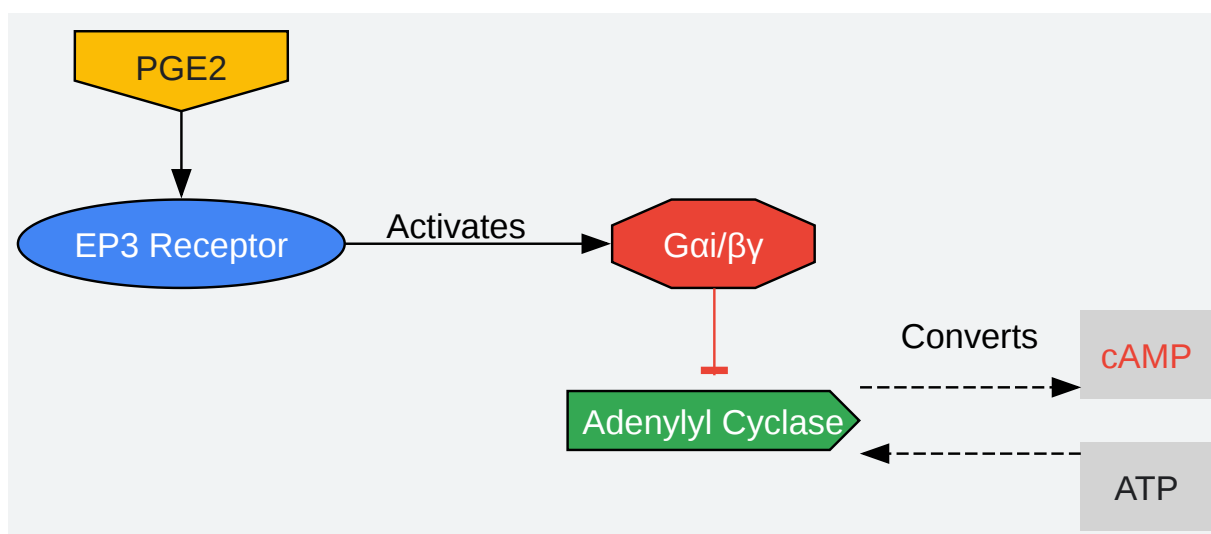 PGE2
EP3 Receptor
Activates
Gαi/βγ
Converts
cAMP
Adenylyl Cyclase
ATP